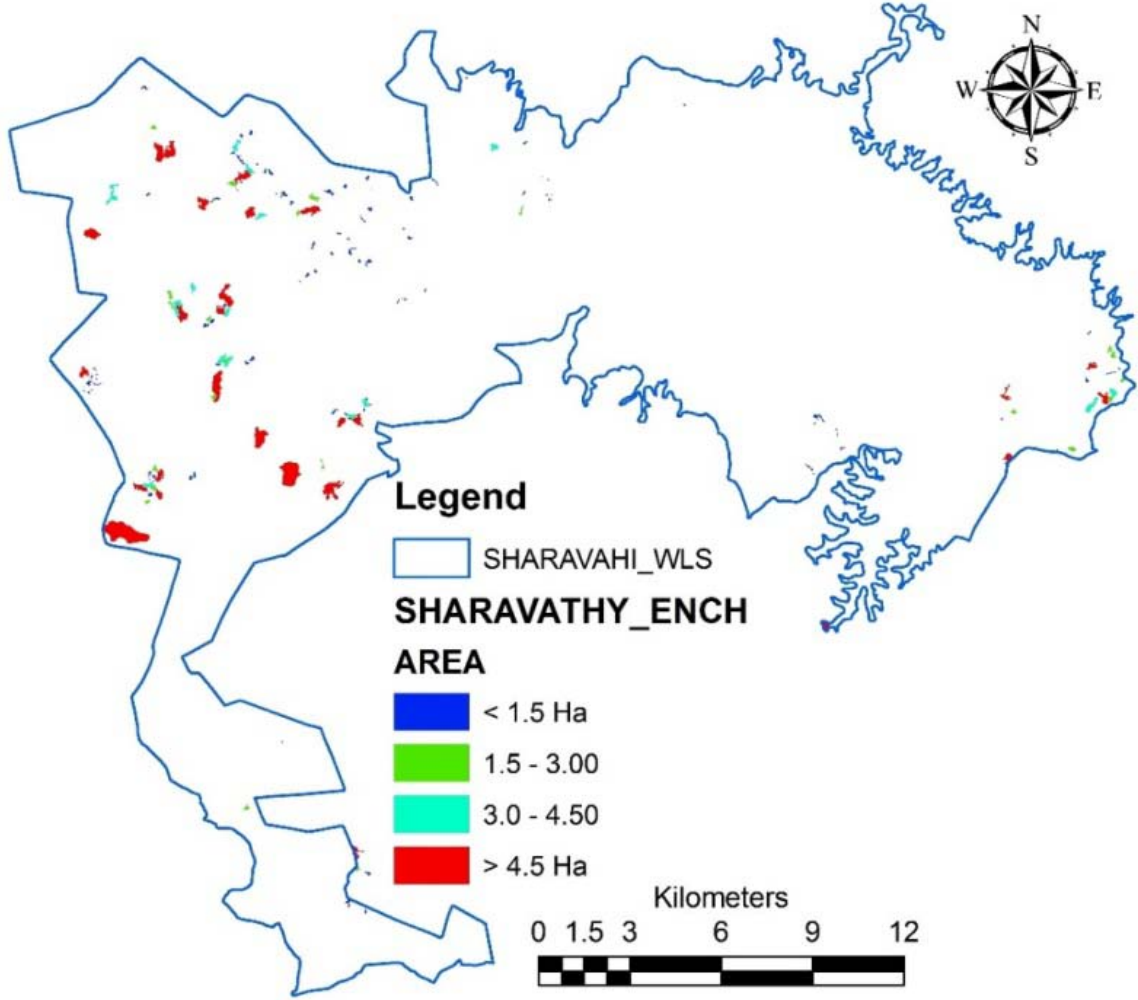 N
W E
S
Legend
SHARAVAHI_WLS
SHARAVATHY_ENCH
AREA
< 1.5 Ha
1.5 - 3.00
3.0 - 4.50
> 4.5 Ha
Kilometers
0 1.5 3 6 9 12